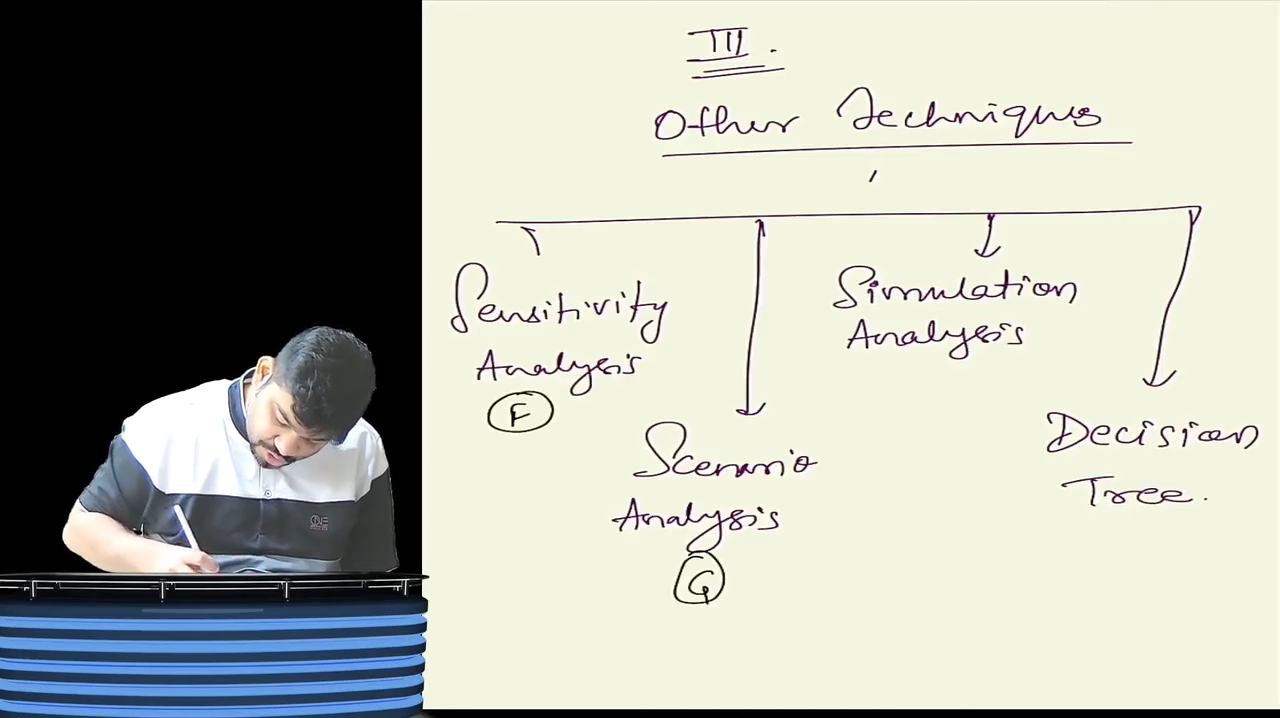 III.
Other Techniques
Sensitivity
Analysis
F
Scenario
Analysis
G
Simulation
Analysis
Decision
Tree.